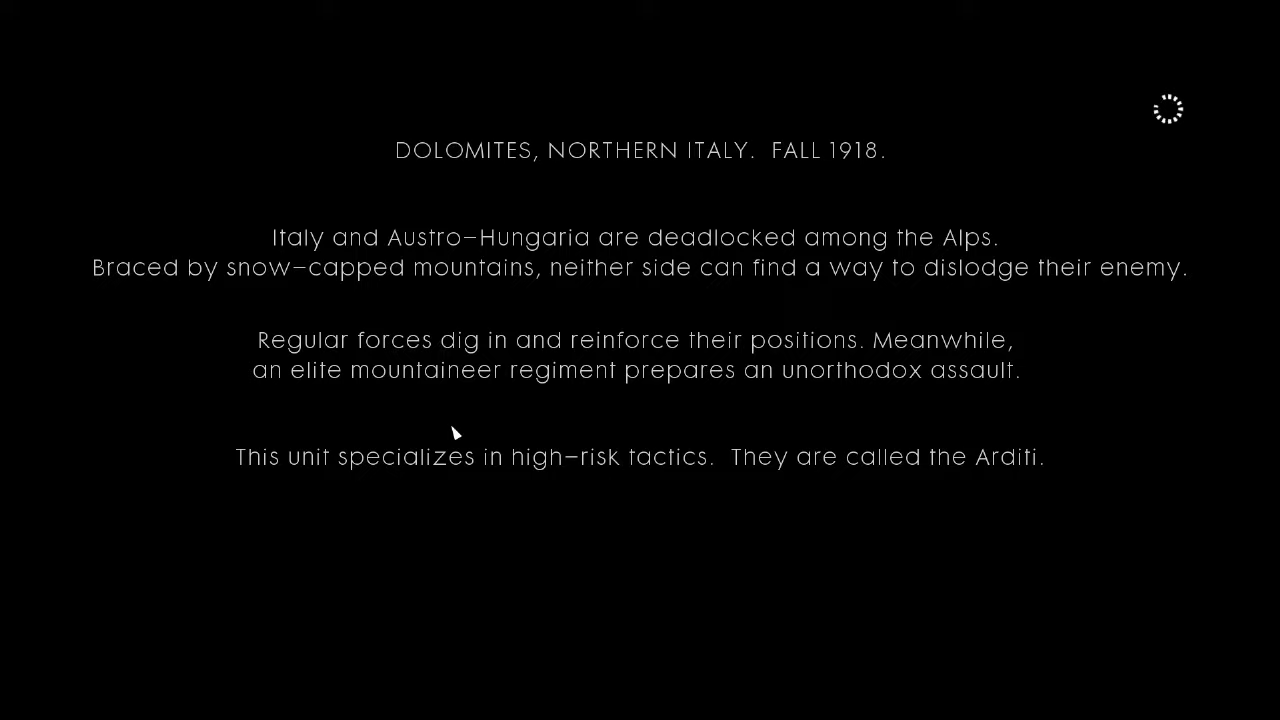 DOLOMITES, NORTHERN ITALY.  FALL 1918.
Italy and Austro-Hungaria are deadlocked among the Alps.
Braced by snow-capped mountains, neither side can find a way to dislodge their enemy.
Regular forces dig in and reinforce their positions. Meanwhile,
an elite mountaineer regiment prepares an unorthodox assault.
This unit specializes in high-risk tactics.  They are called the Arditi.